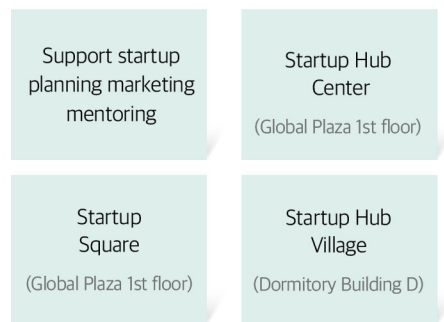 Support startup
planning marketing
mentoring
Startup Hub
Center
(Global Plaza 1st floor)
Startup
Square
(Global Plaza 1st floor)
Startup Hub
Village
(Dormitory Building D)